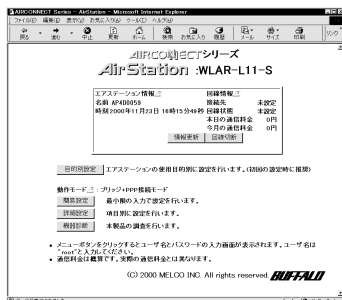 AIRCONNECT Series - AirStation - Microsoft Internet Explorer
ファイル(F) 編集(E) 表示(V) お気に入り(A) ツール(T) ヘルプ(H)
戻る 進む 中止 更新 ホーム 検索 お気に入り 履歴 メール サイズ 印刷 リンク
AIRCONNECTシリーズ
AirStation :WLAR-L11-S
エアステーション情報 回線情報
名前 AP4D0059 接続先 未設定
時刻 2000年11月23日 16時15分49秒 回線状態 未設定
本日の通信料金 0円
今月の通信料金 0円
情報更新 回線切断
目的別設定 エアステーションの使用目的別に設定を行います。(初回の設定時に推奨)
動作モード : ブリッジ+PPP接続モード
簡易設定 最小限の入力で設定を行います。
詳細設定 項目別に設定を行います。
機器診断 本製品の調査を行います。
• メニューボタンをクリックするとユーザ名とパスワードの入力画面が表示されます。ユーザ名は
"root"と入力してください。
• 通信料金は概算です。実際の通信料金とは異なります。
(C) 2000 MELCO INC. All rights reserved. BUFFALO